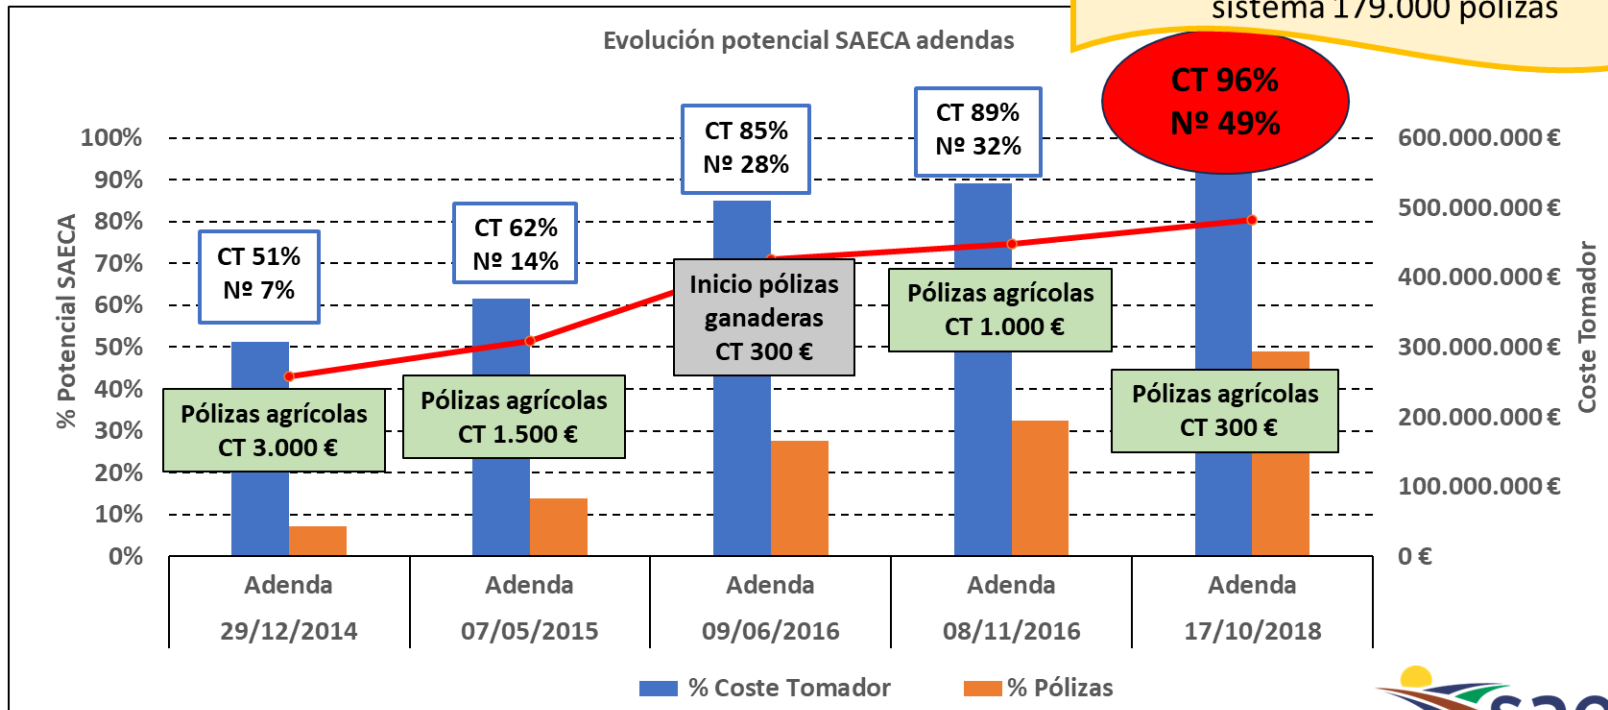 sistema 179.000 pólizas
Evolución potencial SAECA adendas
CT 96%
Nº 49%
CT 89%
Nº 32%
CT 85%
Nº 28%
CT 62%
Nº 14%
CT 51%
Nº 7%
100%
90%
80%
70%
60%
50%
40%
30%
20%
10%
0%
% Potencial SAECA
600.000.000 €
500.000.000 €
400.000.000 €
300.000.000 €
200.000.000 €
100.000.000 €
0 €
Coste Tomador
Pólizas agrícolas
CT 3.000 €
Pólizas agrícolas
CT 1.500 €
Inicio pólizas
ganaderas
CT 300 €
Pólizas agrícolas
CT 1.000 €
Pólizas agrícolas
CT 300 €
Adenda
Adenda
Adenda
Adenda
Adenda
29/12/2014
07/05/2015
09/06/2016
08/11/2016
17/10/2018
% Coste Tomador
% Pólizas